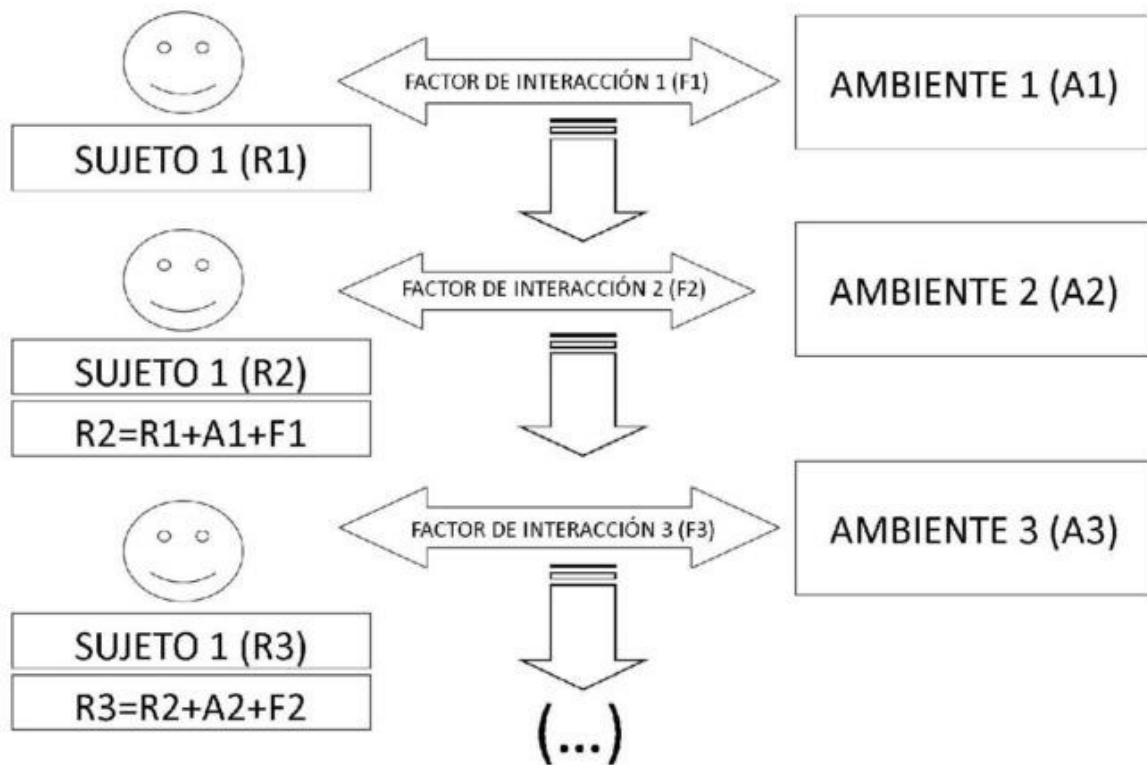 FACTOR DE INTERACCIÓN 1 (F1)
AMBIENTE 1 (A1)
SUJETO 1 (R1)
FACTOR DE INTERACCIÓN 2 (F2)
AMBIENTE 2 (A2)
SUJETO 1 (R2)
R2=R1+A1+F1
FACTOR DE INTERACCIÓN 3 (F3)
AMBIENTE 3 (A3)
SUJETO 1 (R3)
R3=R2+A2+F2
(...)